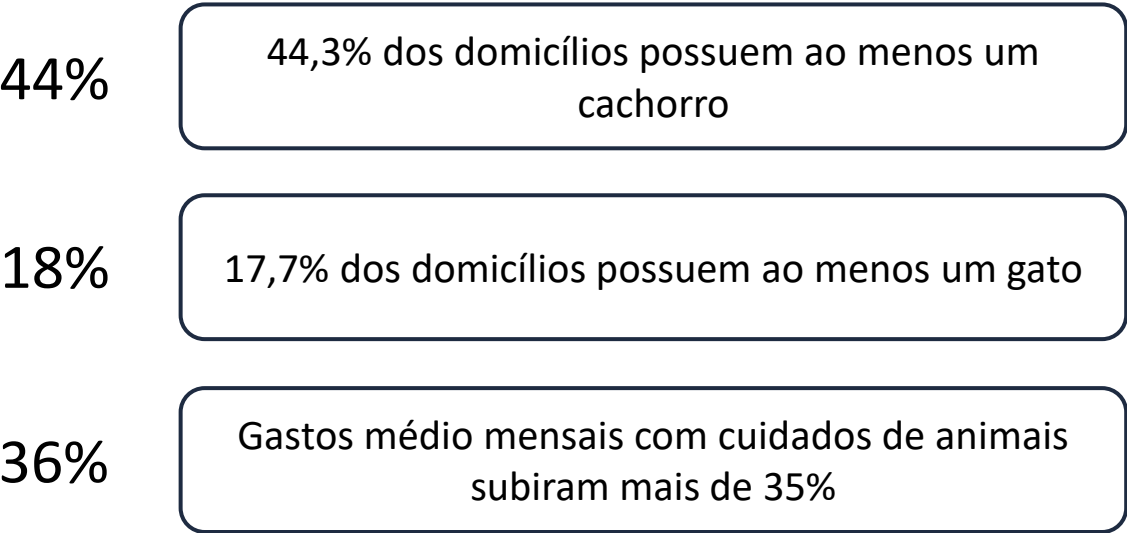 44%
44,3% dos domicílios possuem ao menos um
cachorro
18%
17,7% dos domicílios possuem ao menos um gato
36%
Gastos médio mensais com cuidados de animais
subiram mais de 35%